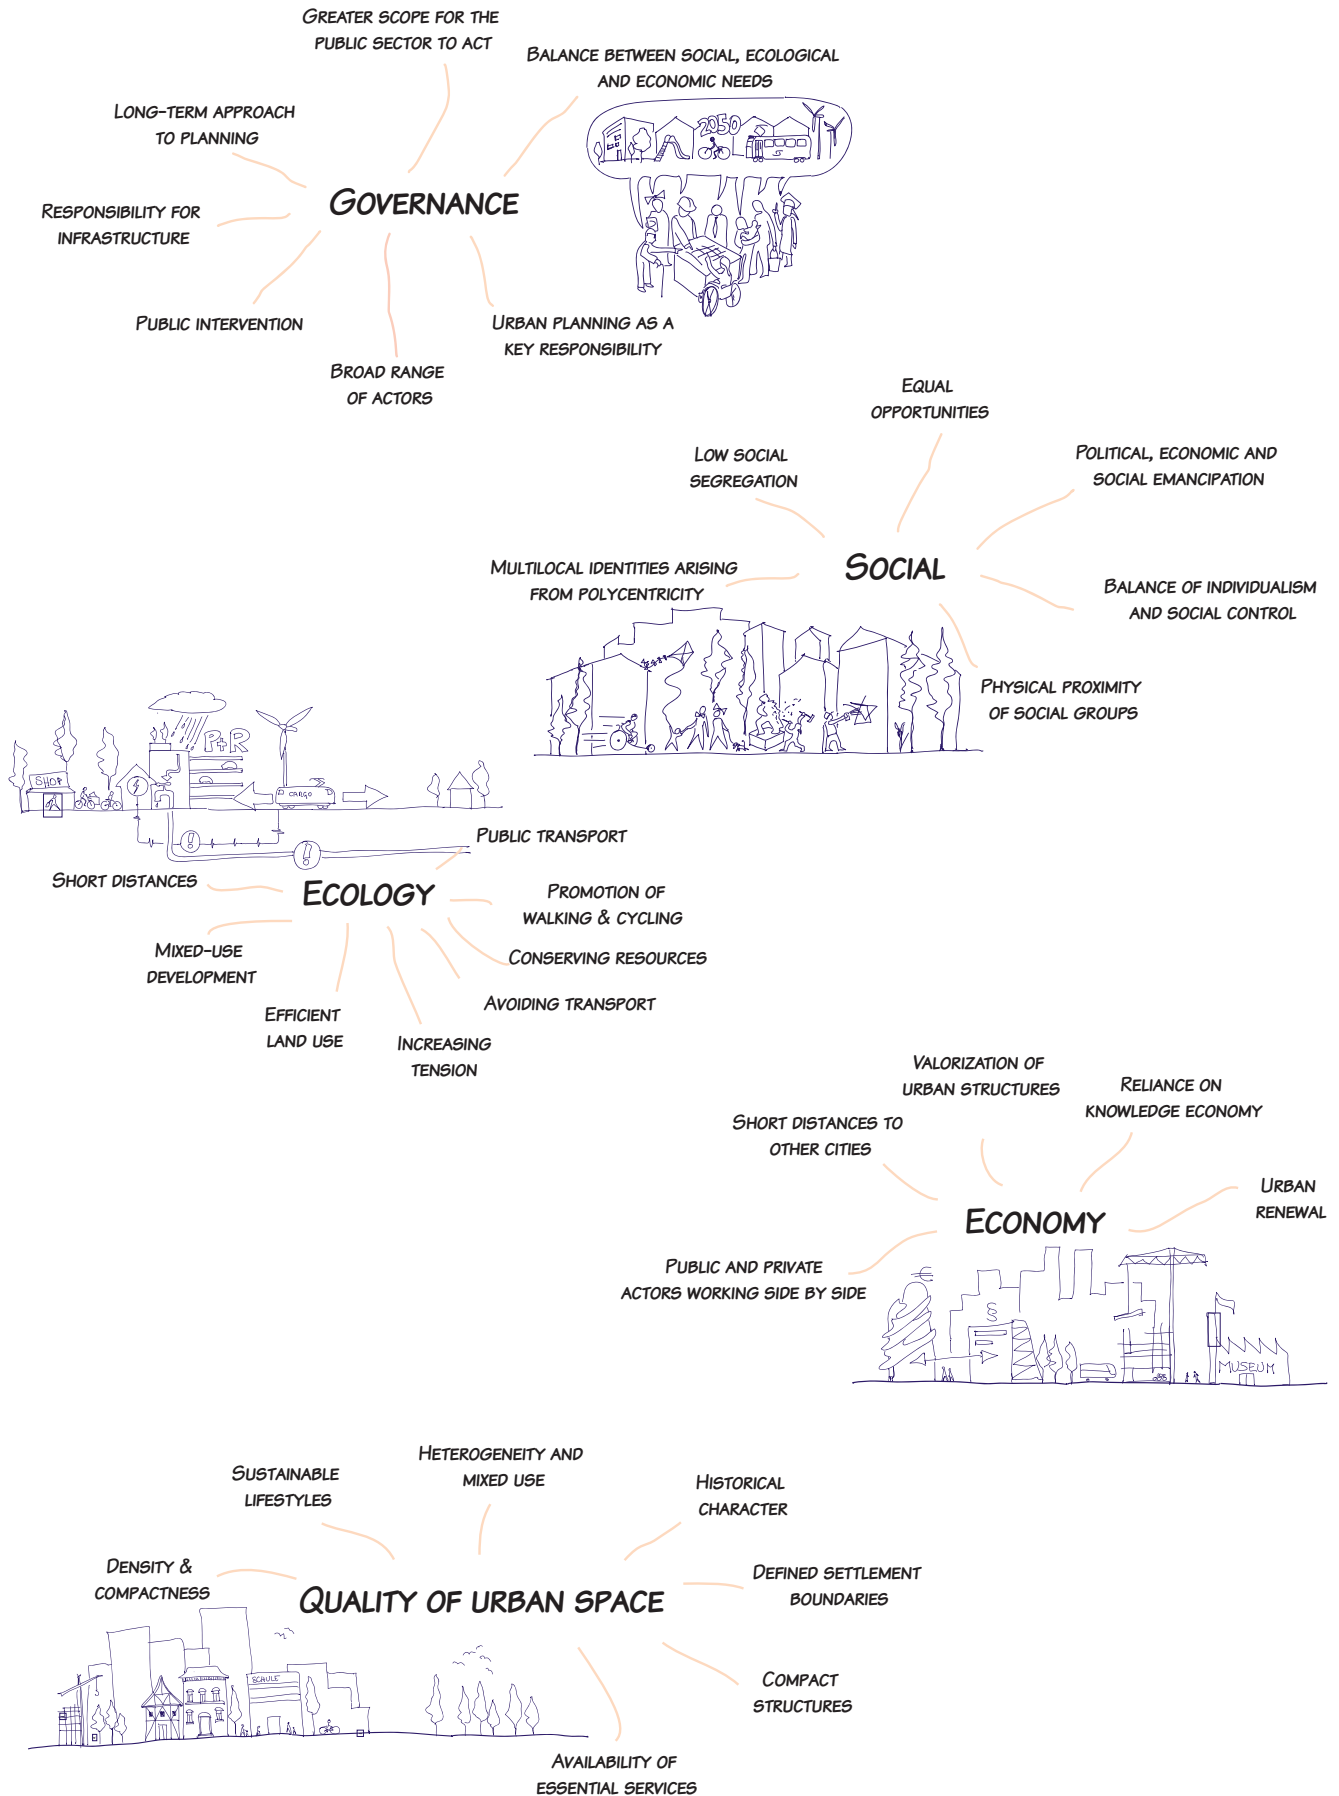 Greater scope for the
public sector to act
Balance between social, ecological
and economic needs
Long-term approach
to planning
2050
S
Governance
Responsibility for
infrastructure
Public intervention
Urban planning as a
key responsibility
Broad range
of actors
Equal
opportunities
Low social
segregation
Political, economic and
social emancipation
Social
Multilocal identities arising
from polycentricity
Balance of individualism
and social control
Physical proximity
of social groups
P+R
SHOP
CARGO
Public transport
Short distances
Ecology
Promotion of
walking & cycling
Mixed-use
development
Conserving resources
Avoiding transport
Efficient
land use
Increasing
tension
Valorization of
urban structures
Reliance on
knowledge economy
Short distances to
other cities
Urban
renewal
Economy
Public and private
actors working side by side
€
§
MUSEUM
Heterogeneity and
mixed use
Sustainable
lifestyles
Historical
character
Density &
compactness
Defined settlement
boundaries
Quality of urban space
SCHULE
Compact
structures
Availability of
essential services